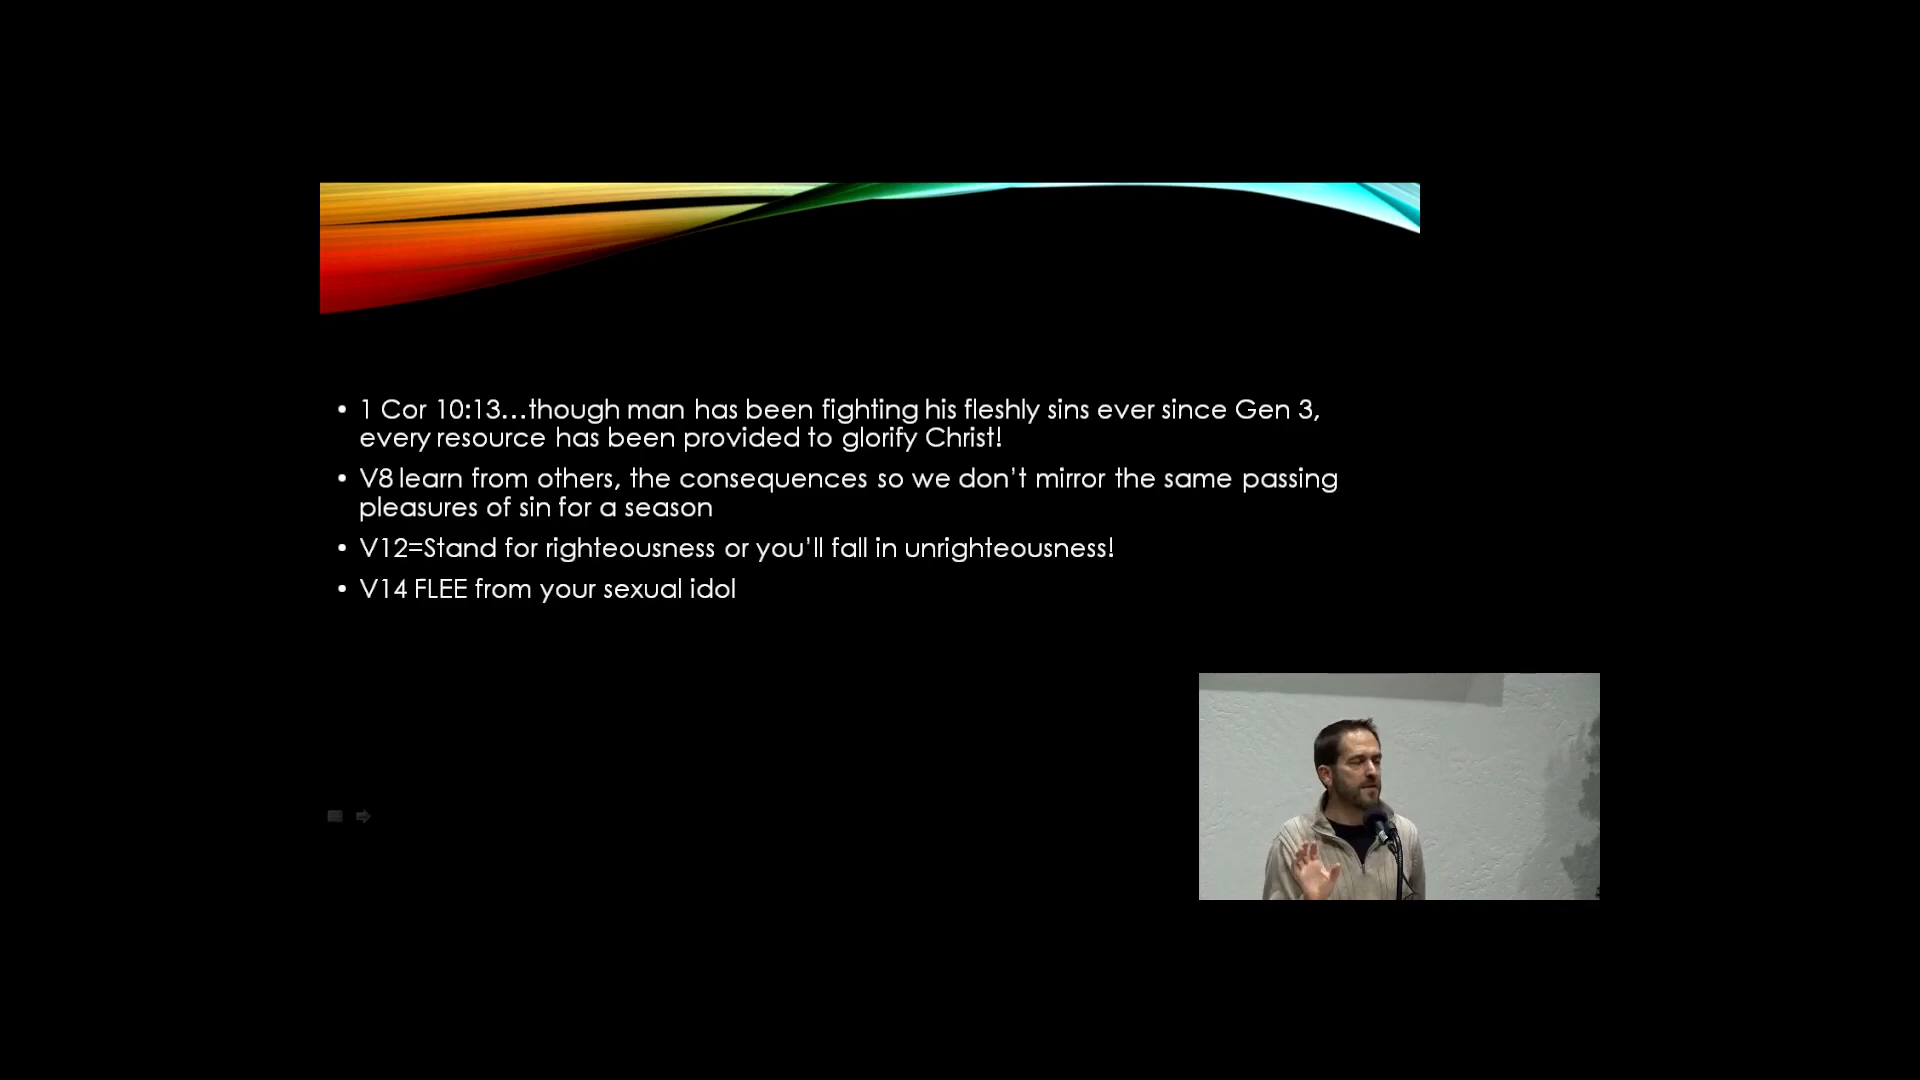 • 1 Cor 10:13…though man has been fighting his fleshly sins ever since Gen 3,
every resource has been provided to glorify Christ!
• V8 learn from others, the consequences so we don’t mirror the same passing
pleasures of sin for a season
• V12=Stand for righteousness or you’ll fall in unrighteousness!
• V14 FLEE from your sexual idol